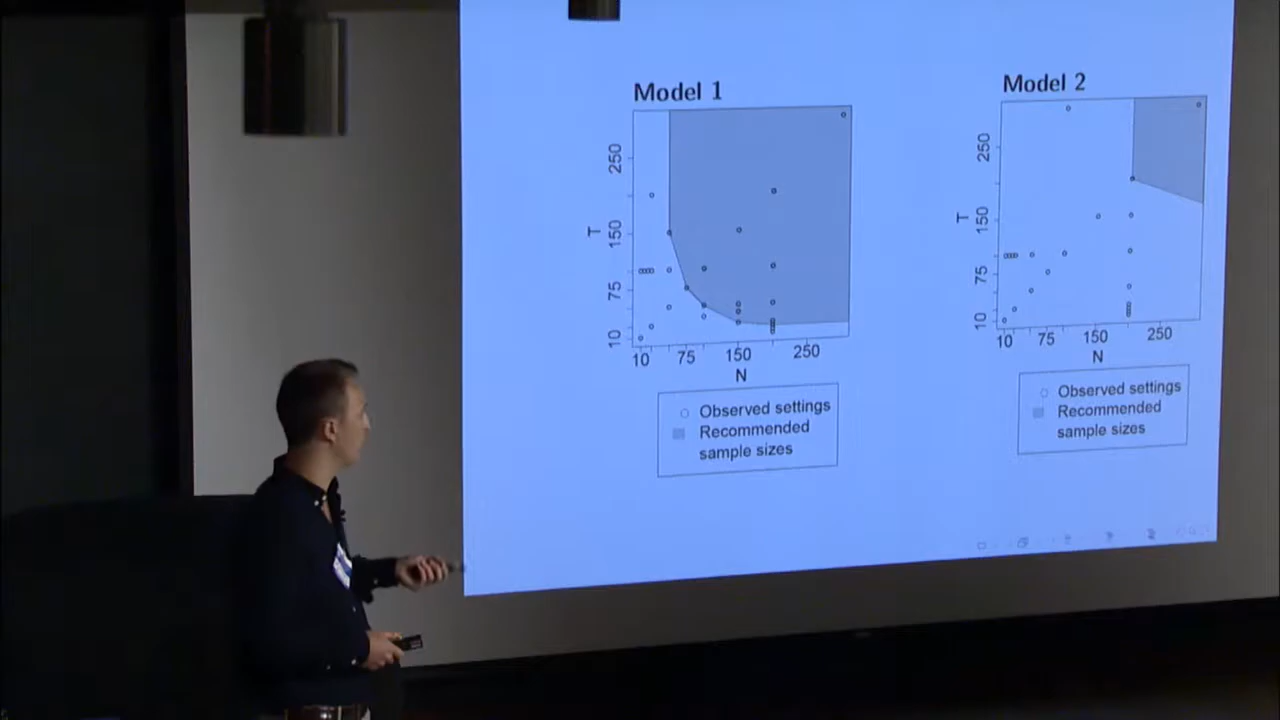 Model 1
250
150
75
10
T
10 75 150 250
N
Observed settings
Recommended
sample sizes
Model 2
250
150
75
10
T
10 75 150 250
N
Observed settings
Recommended
sample sizes